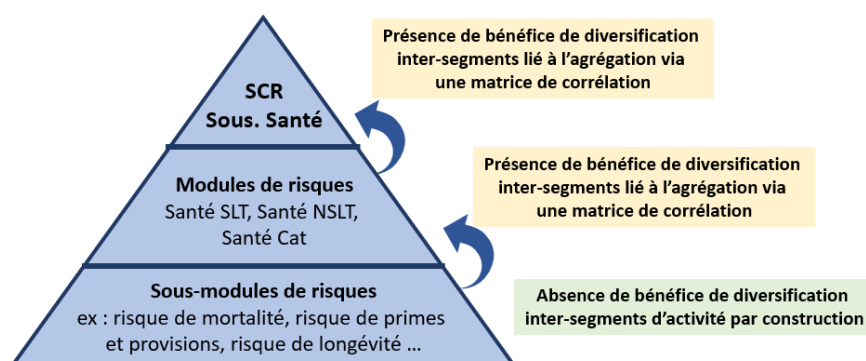 Présence de bénéfice de diversification
inter-segments lié à l'agrégation via
une matrice de corrélation
SCR
Sous. Santé
Présence de bénéfice de diversification
inter-segments lié à l'agrégation via
une matrice de corrélation
Modules de risques
Santé SLT, Santé NSLT,
Santé Cat
Sous-modules de risques
ex : risque de mortalité, risque de primes
et provisions, risque de longévité ...
Absence de bénéfice de diversification
inter-segments d'activité par construction